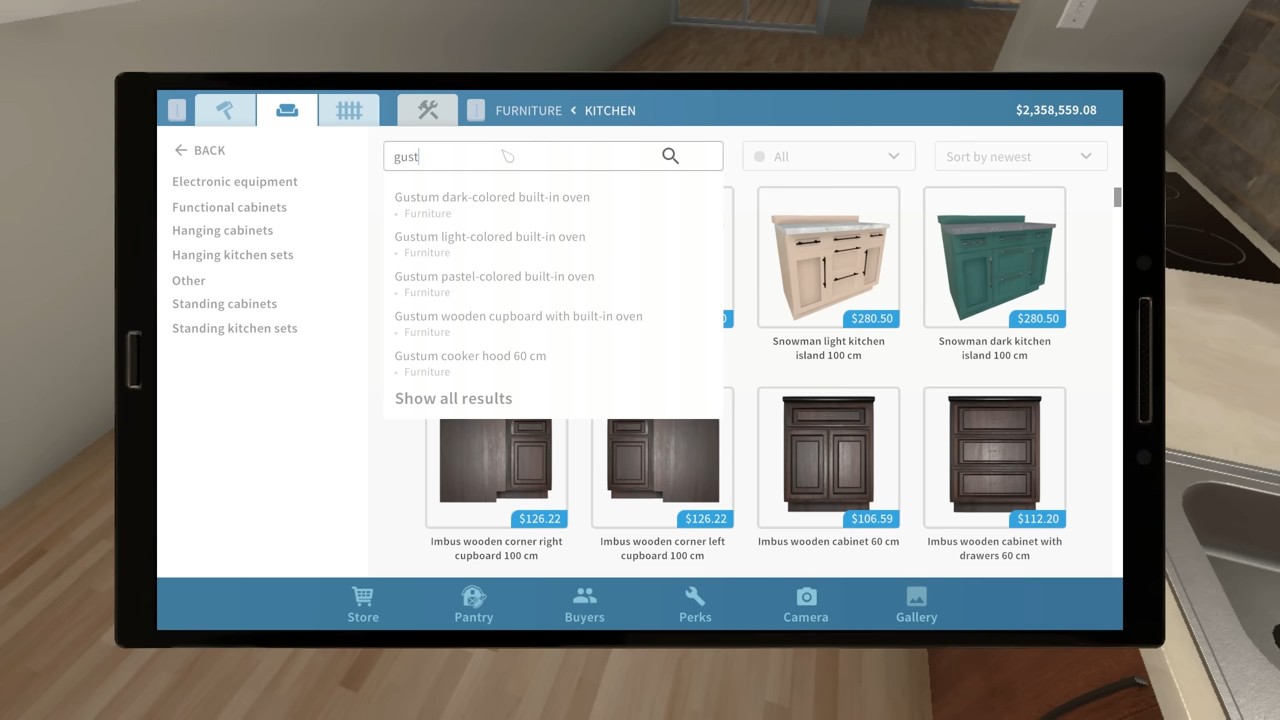 FURNITURE < KITCHEN
$2,358,559.08
BACK
Electronic equipment
Functional cabinets
Hanging cabinets
Hanging kitchen sets
Other
Standing cabinets
Standing kitchen sets
gust
All
Sort by newest
Gustum dark-colored built-in oven
• Furniture
Gustum light-colored built-in oven
• Furniture
Gustum pastel-colored built-in oven
• Furniture
Gustum wooden cupboard with built-in oven
• Furniture
Gustum cooker hood 60 cm
• Furniture
Show all results
0
$280.50
Snowman light kitchen
island 100 cm
$280.50
Snowman dark kitchen
island 100 cm
$126.22
Imbus wooden corner right
cupboard 100 cm
$126.22
Imbus wooden corner left
cupboard 100 cm
$106.59
Imbus wooden cabinet 60 cm
$112.20
Imbus wooden cabinet with
drawers 60 cm
Store
Pantry
Buyers
Perks
Camera
Gallery